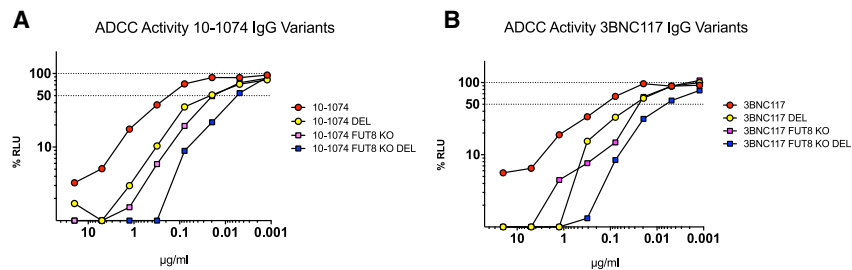 A
ADCC Activity 10-1074 IgG Variants
100
50
10
% RLU
10
1
0.1
0.01
0.001
µg/ml
10-1074
10-1074 DEL
10-1074 FUT8 KO
10-1074 FUT8 KO DEL
B
ADCC Activity 3BNC117 IgG Variants
100
50
10
% RLU
10
1
0.1
0.01
0.001
µg/ml
3BNC117
3BNC117 DEL
3BNC117 FUT8 KO
3BNC117 FUT8 KO DEL